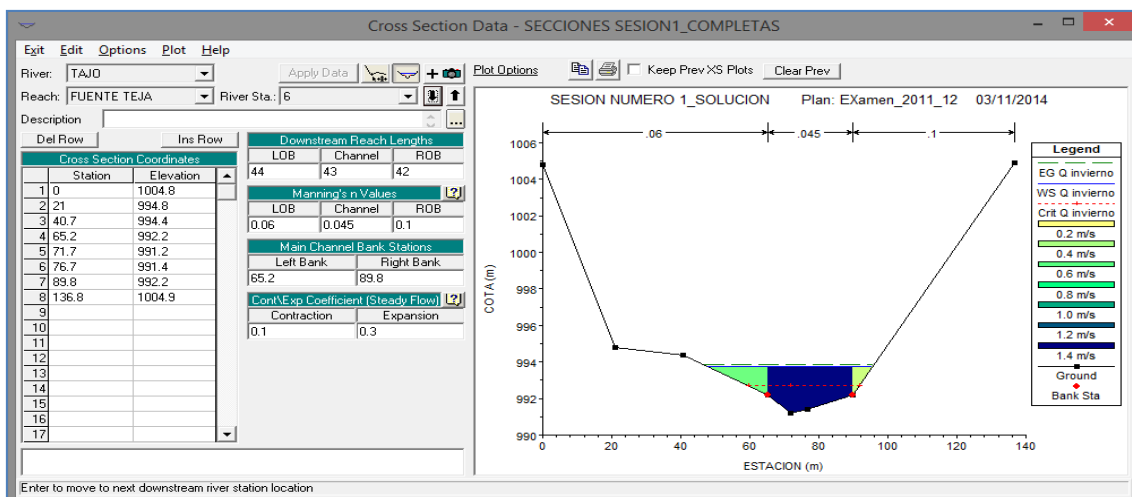 Cross Section Data - SECCIONES SESION1_COMPLETAS
Exit Edit Options Plot Help
River: TAJO Apply Data Plot Options Keep Prev XS Plots Clear Prev
Reach: FUENTE TEJA River Sta.: 6
Description ...
Del Row Ins Row
Cross Section Coordinates
Station Elevation
1 0 1004.8
2 21 994.8
3 40.7 994.4
4 65.2 992.2
5 71.7 991.2
6 76.7 991.4
7 89.8 992.2
8 136.8 1004.9
9
10
11
12
13
14
15
16
17
Downstream Reach Lengths
LOB Channel ROB
44 43 42
Manning's n Values ?
LOB Channel ROB
0.06 0.045 0.1
Main Channel Bank Stations
Left Bank Right Bank
65.2 89.8
Cont\Exp Coefficient (Steady Flow) ?
Contraction Expansion
0.1 0.3
SESION NUMERO 1_SOLUCION Plan: EXamen_2011_12 03/11/2014
.06 .045 .1
1006
1004
1002
1000
998
996
994
992
990
COTA (m)
0 20 40 60 80 100 120 140
ESTACION (m)
Legend
EG Q invierno
WS Q invierno
Crit Q invierno
0.2 m/s
0.4 m/s
0.6 m/s
0.8 m/s
1.0 m/s
1.2 m/s
1.4 m/s
Ground
Bank Sta
Enter to move to next downstream river station location